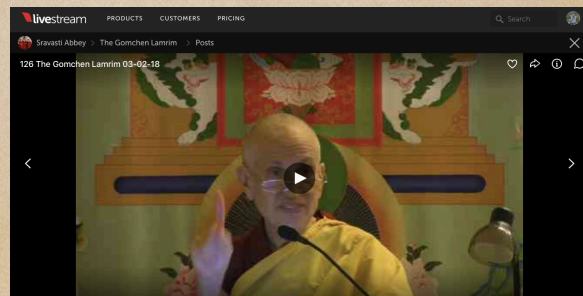 livestream PRODUCTS CUSTOMERS PRICING Search
Sravasti Abbey > The Gomchen Lamrim > Posts
126 The Gomchen Lamrim 03-02-18